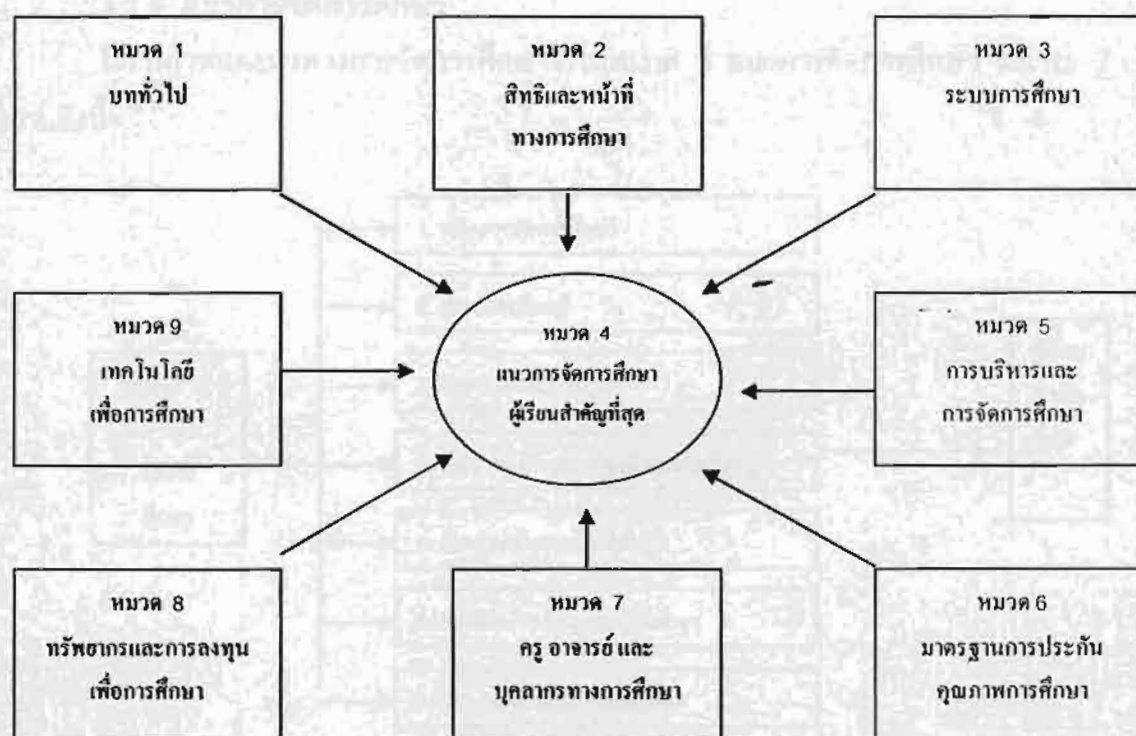 หมวด 1
บททั่วไป
หมวด 2
สิทธิและหน้าที่
ทางการศึกษา
หมวด 3
ระบบการศึกษา
หมวด 9
เทคโนโลยี
เพื่อการศึกษา
หมวด 4
แนวการจัดการศึกษา
ผู้เรียนสำคัญที่สุด
หมวด 5
การบริหารและ
การจัดการศึกษา
หมวด 8
ทรัพยากรและการลงทุน
เพื่อการศึกษา
หมวด 7
ครู อาจารย์ และ
บุคลากรทางการศึกษา
หมวด 6
มาตรฐานการประกัน
คุณภาพการศึกษา